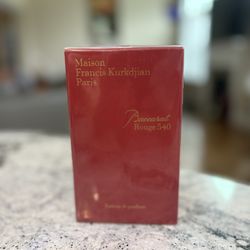 Maison
Francis Kurkdjian
Paris
Baccarat
Rouge 540
Extrait de parfum